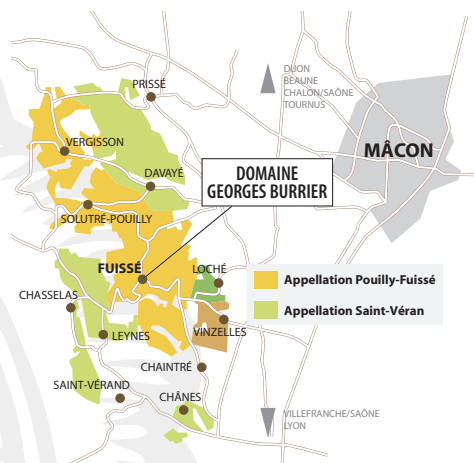 DIJON
BEAUNE
CHALON/SAÔNE
TOURNUS
PRISSÉ
VERGISSON
MÂCON
DAVAYÉ
DOMAINE
GEORGES BURRIER
SOLUTRÉ-POUILLY
FUISSÉ
LOCHÉ
Appellation Pouilly-Fuissé
CHASSELAS
Appellation Saint-Véran
LEYNES
VINZELLES
CHAINTRÉ
SAINT-VÉRAND
CHÂNES
VILLEFRANCHE/SAÔNE
LYON